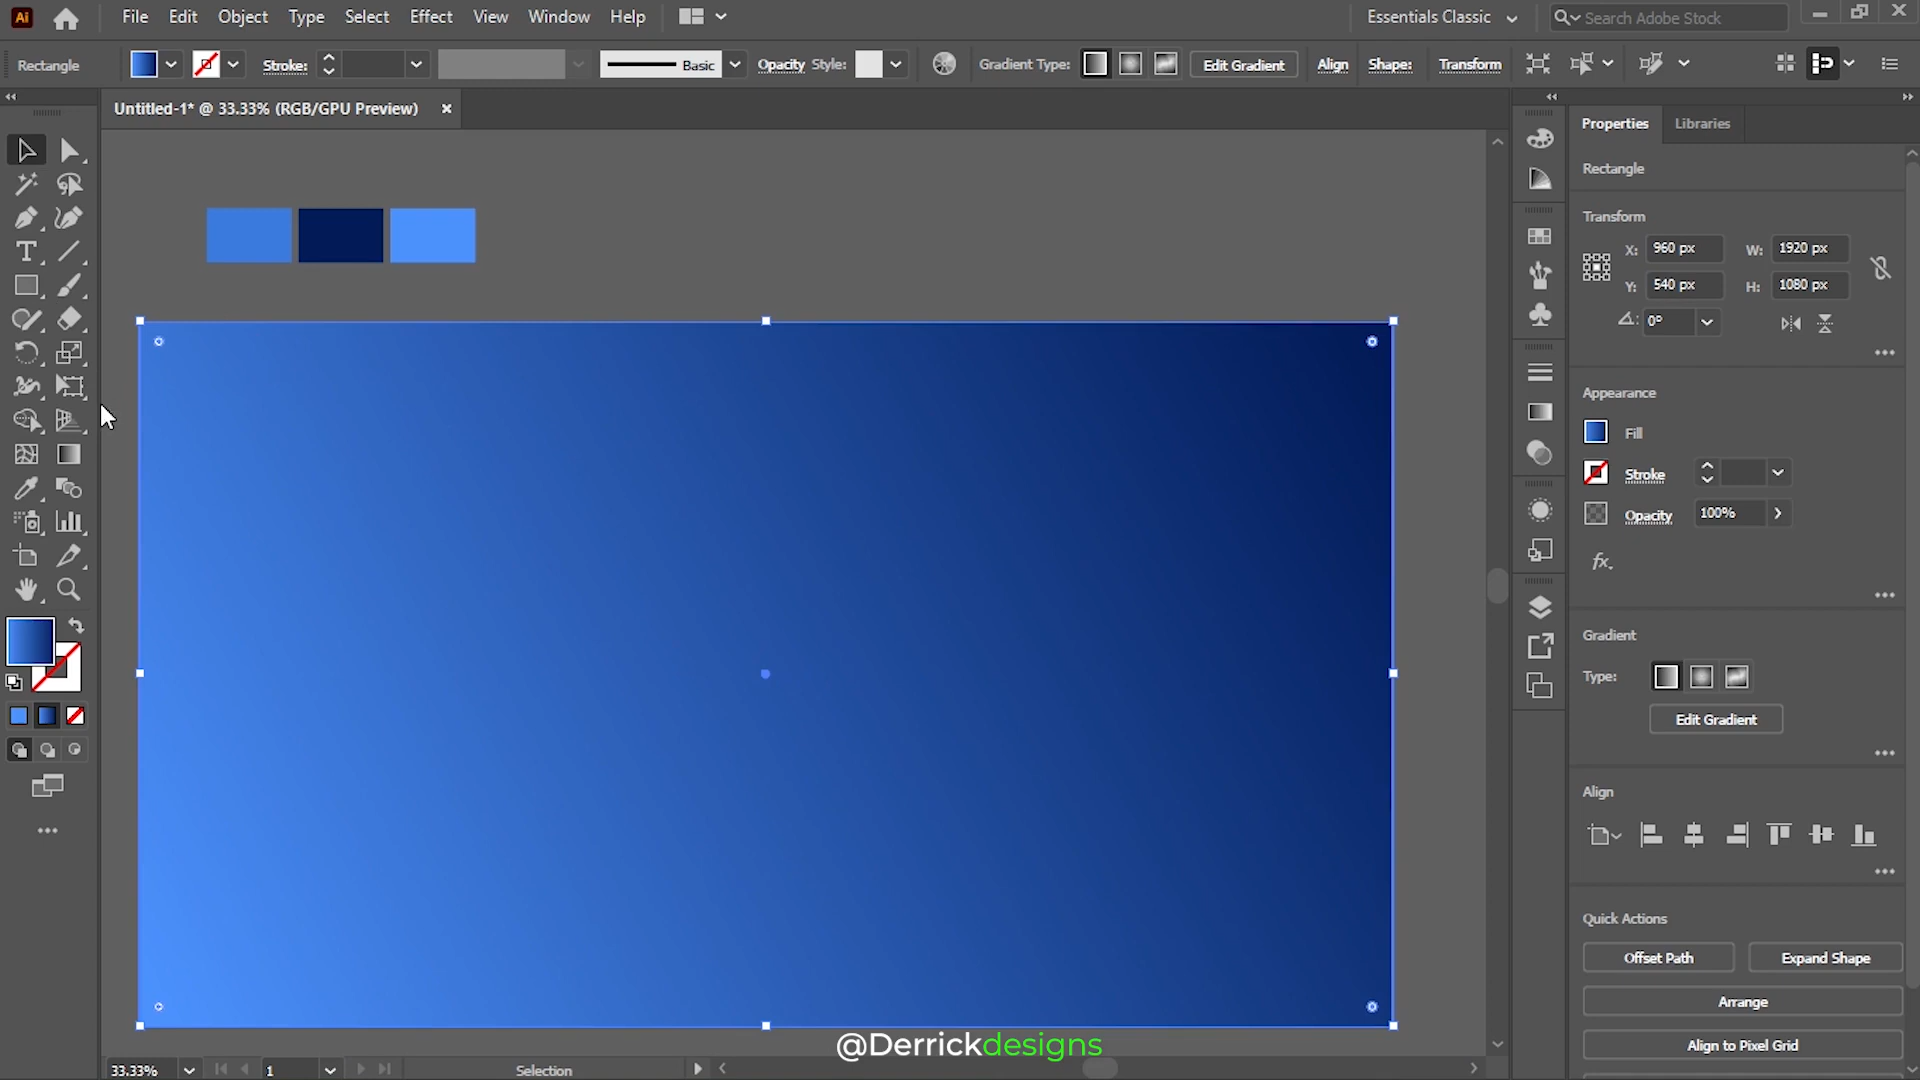 Ai File Edit Object Type Select Effect View Window Help Essentials Classic Search Adobe Stock
Rectangle Stroke: Basic Opacity Style: Gradient Type: Edit Gradient Align Shape: Transform
Untitled-1* @ 33.33% (RGB/GPU Preview)
Properties Libraries
Rectangle
Transform
X: 960 px W: 1920 px
Y: 540 px H: 1080 px
0°
Appearance
Fill
Stroke
Opacity 100%
fx
Gradient
Type:
Edit Gradient
Align
Quick Actions
Offset Path Expand Shape
Arrange
Align to Pixel Grid
@Derrickdesigns
33.33% 1 Selection